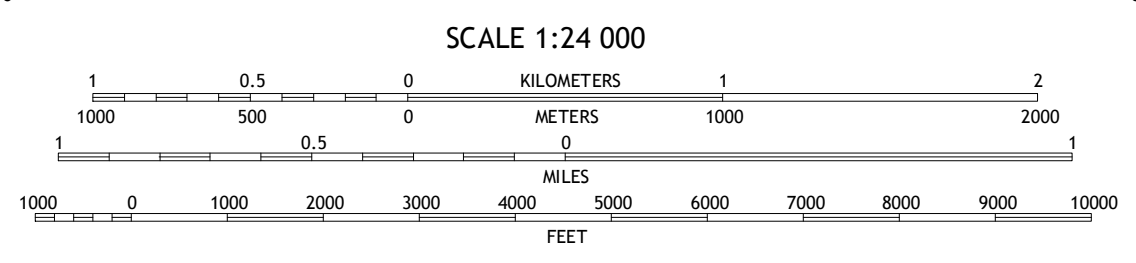 SCALE 1:24 000
1 0.5 0 KILOMETERS 1 2
1000 500 0 METERS 1000 2000
1 0.5 0 1
MILES
1000 0 1000 2000 3000 4000 5000 6000 7000 8000 9000 10000
FEET